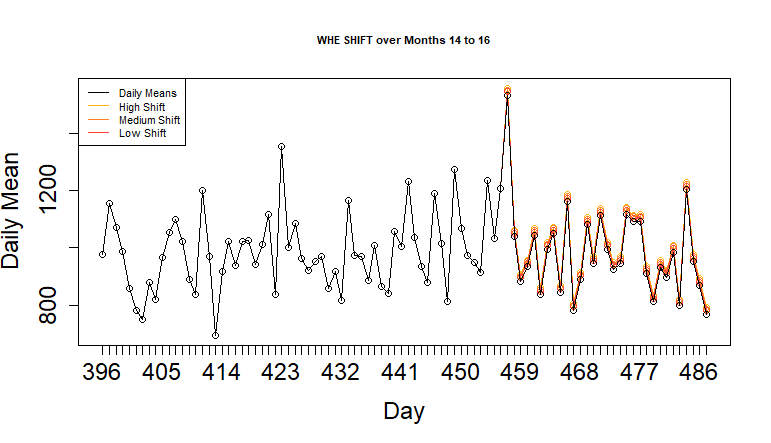 WHE SHIFT over Months 14 to 16
Daily Means
High Shift
Medium Shift
Low Shift
Daily Mean
1200
800
396 405 414 423 432 441 450 459 468 477 486
Day